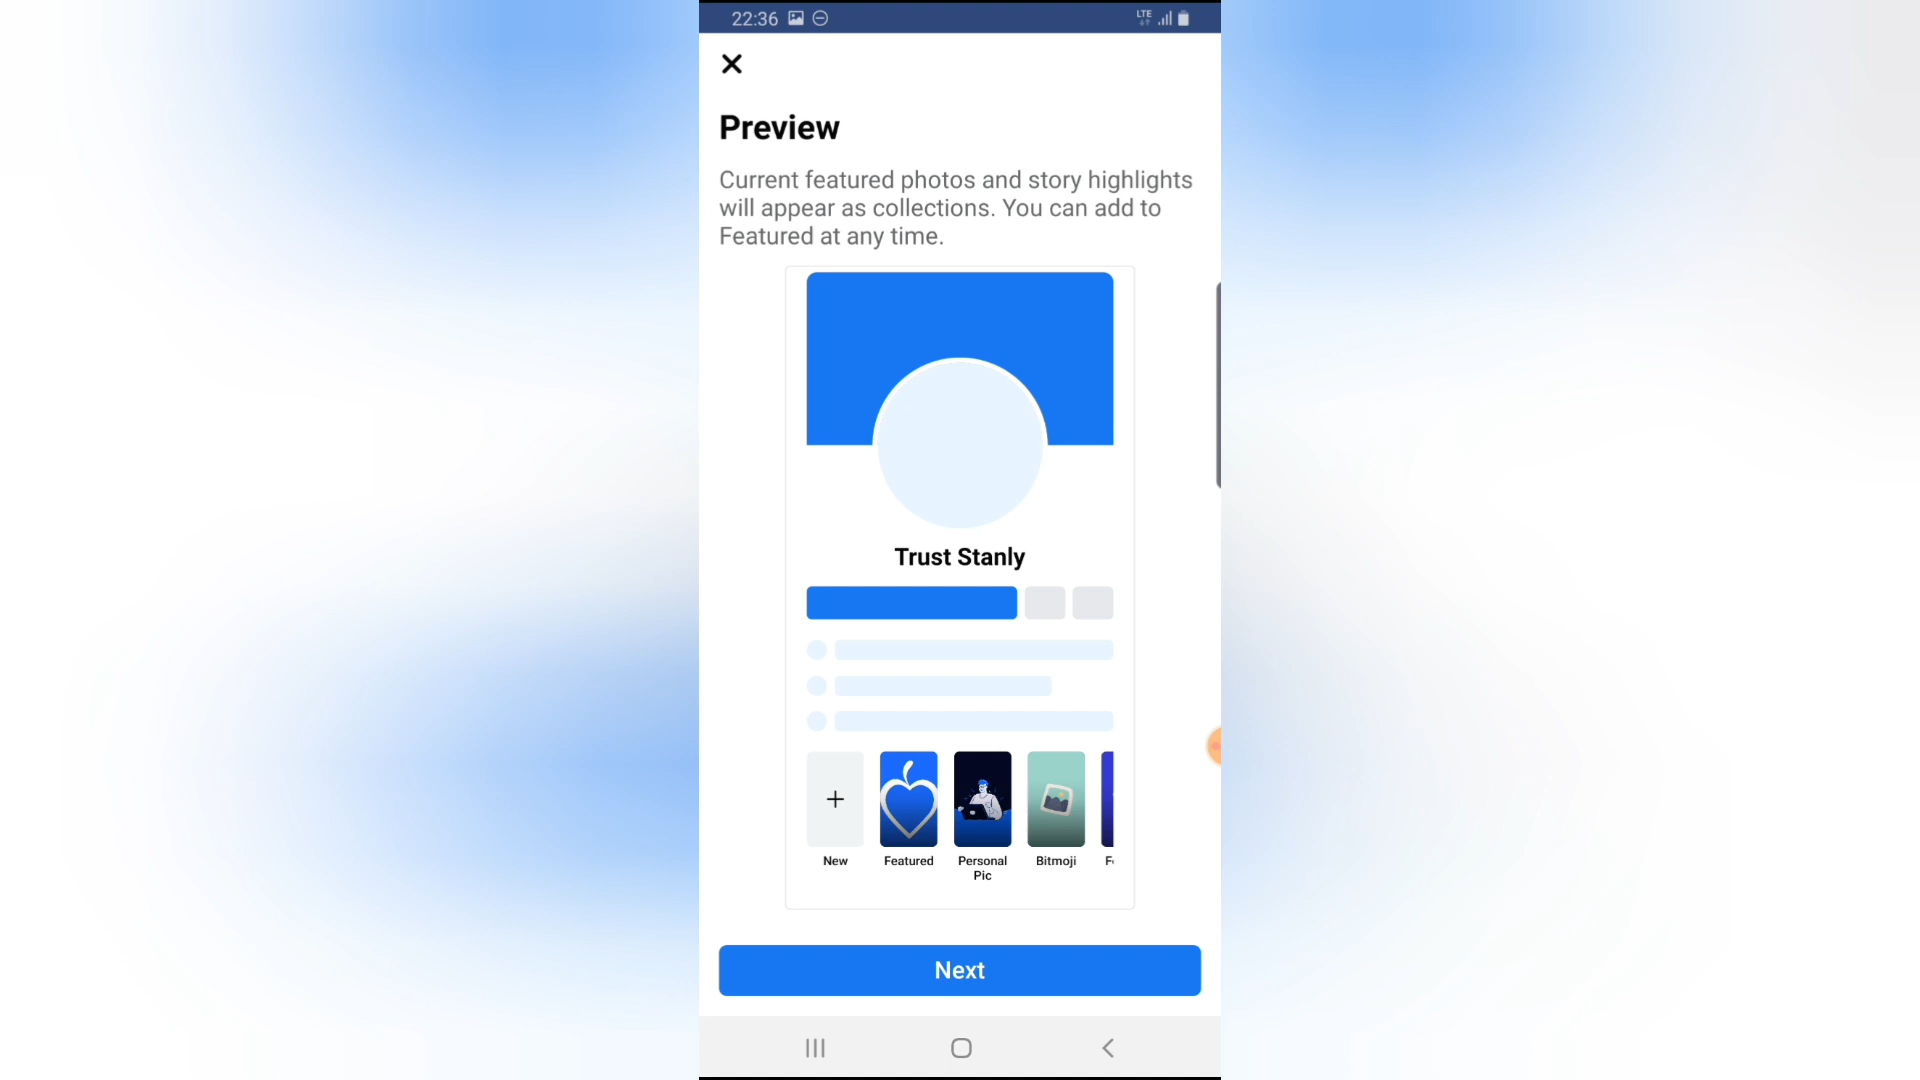 22:36
LTE
Preview
Current featured photos and story highlights
will appear as collections. You can add to
Featured at any time.
Trust Stanly
New
Featured
Personal
Pic
Bitmoji
Next